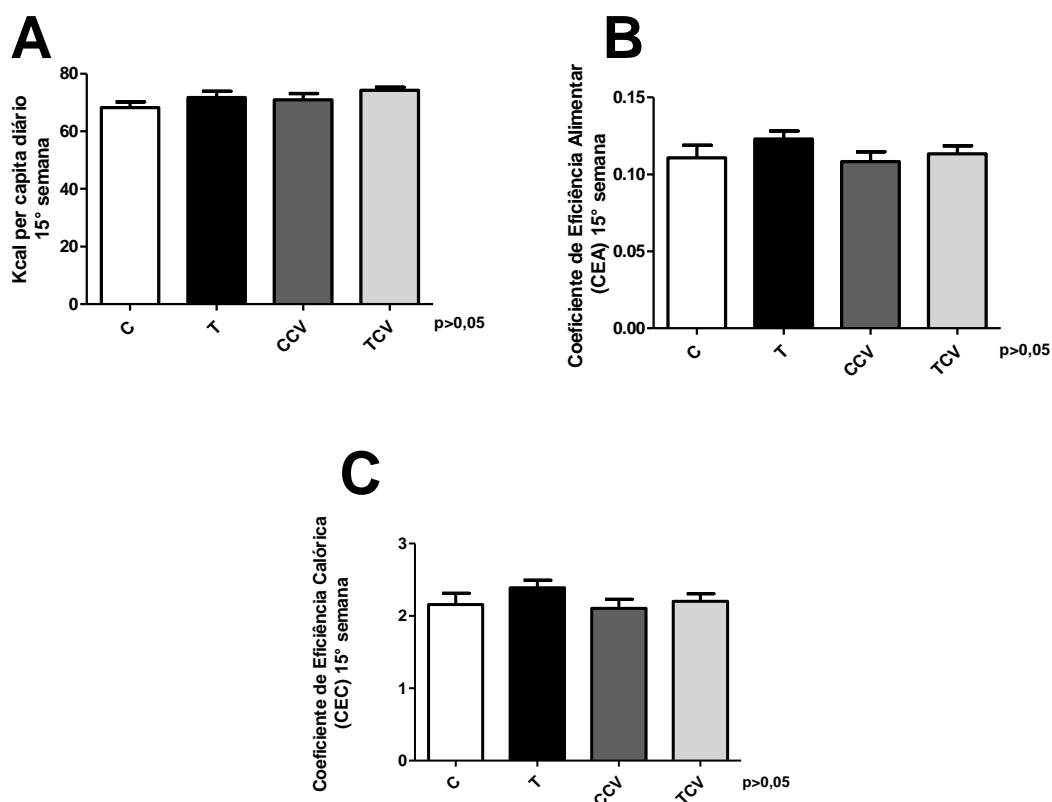 A
Kcal per capita diário
15° semana
80
60
40
20
0
C
T
CCV
TCV
p>0,05
B
Coeficiente de Eficiência Alimentar
(CEA) 15° semana
0.15
0.10
0.05
0.00
C
T
CCV
TCV
p>0,05
C
Coeficiente de Eficiência Calórica
(CEC) 15° semana
3
2
1
0
C
T
CCV
TCV
p>0,05